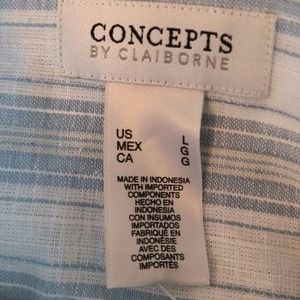 CONCEPTS
BY CLAIBORNE
US L
MEX G
CA G
MADE IN INDONESIA
WITH IMPORTED
COMPONENTS
HECHO EN
INDONESIA
CON INSUMOS
IMPORTADOS
FABRIQUÉ EN
INDONÉSIE
AVEC DES
COMPOSANTS
IMPORTÉS